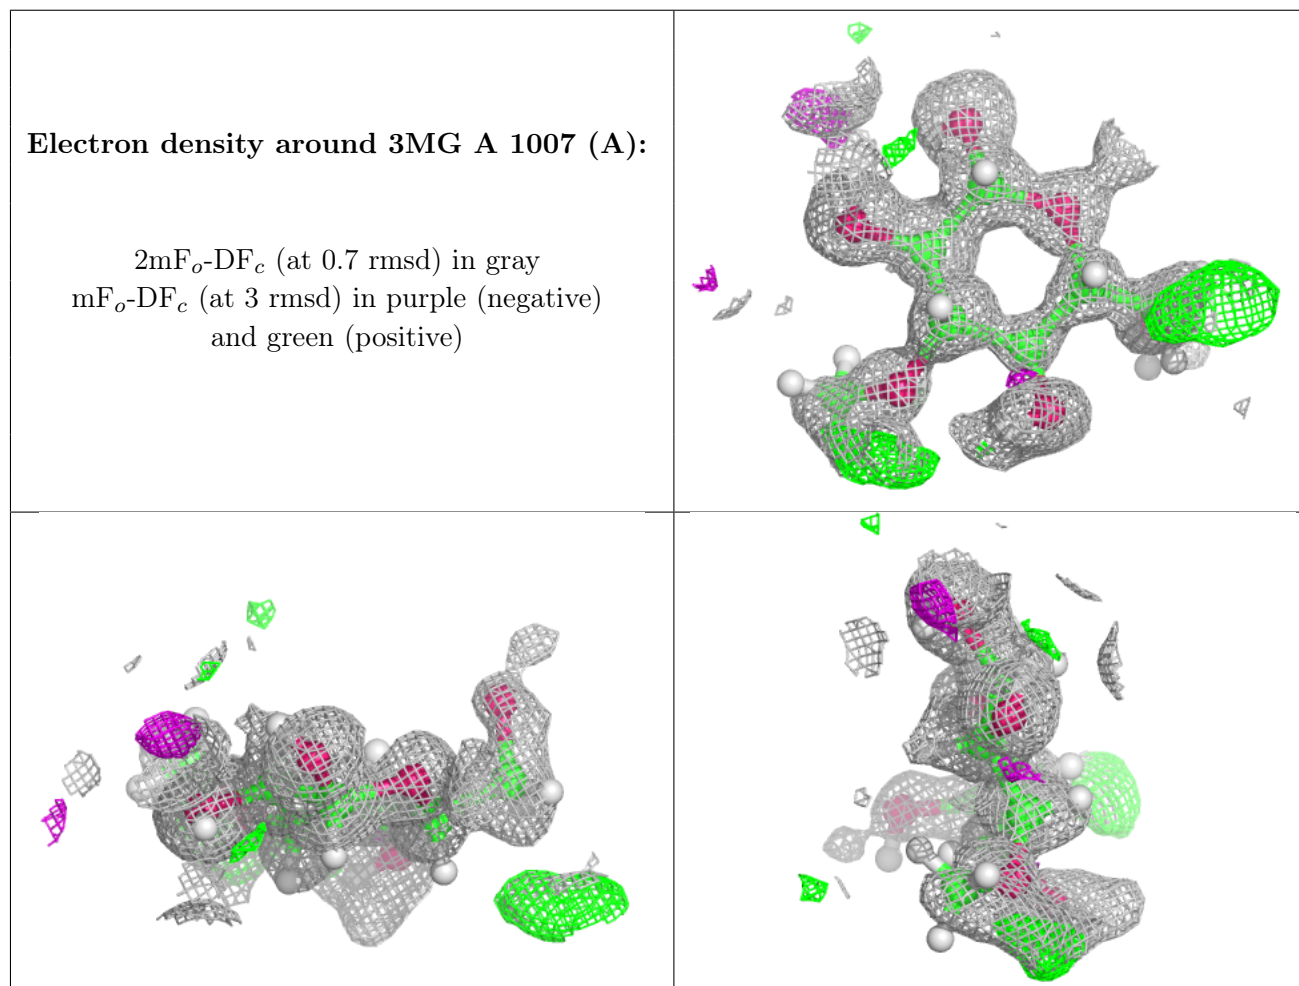 Electron density around 3MG A 1007 (A):
2mFo-DFc (at 0.7 rmsd) in gray
mFo-DFc (at 3 rmsd) in purple (negative)
and green (positive)